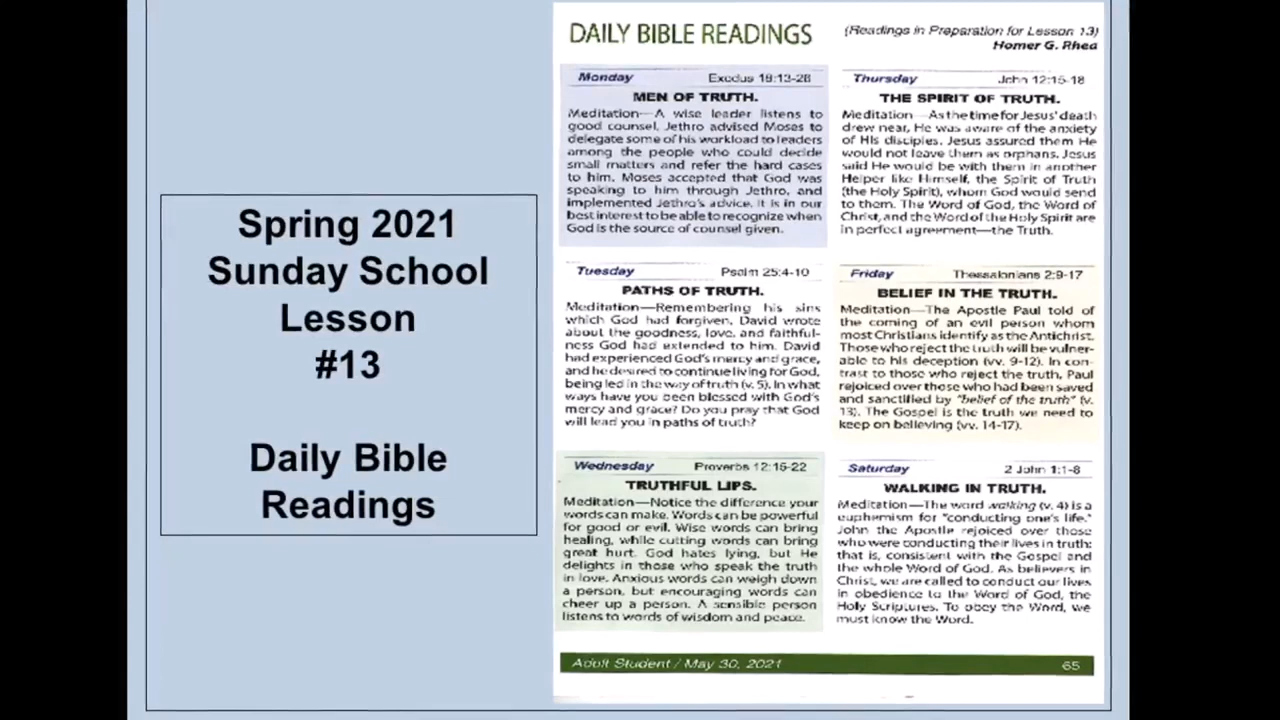 Spring 2021
Sunday School
Lesson
#13
Daily Bible
Readings
DAILY BIBLE READINGS
(Readings in Preparation for Lesson 13)
Homer G. Rhea
Monday Exodus 18:13-26
MEN OF TRUTH.
Meditation—A wise leader listens to
good counsel. Jethro advised Moses to
delegate some of his workload to leaders
among the people who could decide
small matters and refer the hard cases
to him. Moses accepted that God was
speaking to him through Jethro, and
implemented Jethro's advice. It is in our
best interest to be able to recognize when
God is the source of counsel given.
Tuesday Psalm 25:4-10
PATHS OF TRUTH.
Meditation—Remembering his sins
which God had forgiven, David wrote
about the goodness, love, and faithful-
ness God had extended to him. David
had experienced God's mercy and grace,
and he desired to continue living for God,
being led in the way of truth (v. 5). In what
ways have you been blessed with God's
mercy and grace? Do you pray that God
will lead you in paths of truth?
Wednesday Proverbs 12:15-22
TRUTHFUL LIPS.
Meditation—Notice the difference your
words can make. Words can be powerful
for good or evil. Wise words can bring
healing, while cutting words can bring
great hurt. God hates lying, but He
delights in those who speak the truth
in love. Anxious words can weigh down
a person, but encouraging words can
cheer up a person. A sensible person
listens to words of wisdom and peace.
Thursday John 12:15-18
THE SPIRIT OF TRUTH.
Meditation—As the time for Jesus' death
drew near, He was aware of the anxiety
of His disciples. Jesus assured them He
would not leave them as orphans. Jesus
said He would be with them in another
Helper like Himself, the Spirit of Truth
(the Holy Spirit), whom God would send
to them. The Word of God, the Word of
Christ, and the Word of the Holy Spirit are
in perfect agreement—the Truth.
Friday Thessalonians 2:9-17
BELIEF IN THE TRUTH.
Meditation—The Apostle Paul told of
the coming of an evil person whom
most Christians identify as the Antichrist.
Those who reject the truth will be vulner-
able to his deception (vv. 9-12). In con-
trast to those who reject the truth, Paul
rejoiced over those who had been saved
and sanctified by "belief of the truth" (v.
13). The Gospel is the truth we need to
keep on believing (vv. 14-17).
Saturday 2 John 1:1-8
WALKING IN TRUTH.
Meditation—The word walking (v. 4) is a
euphemism for "conducting one's life."
John the Apostle rejoiced over those
who were conducting their lives in truth;
that is, consistent with the Gospel and
the whole Word of God. As believers in
Christ, we are called to conduct our lives
in obedience to the Word of God, the
Holy Scriptures. To obey the Word, we
must know the Word.
Adult Student / May 30, 2021 65